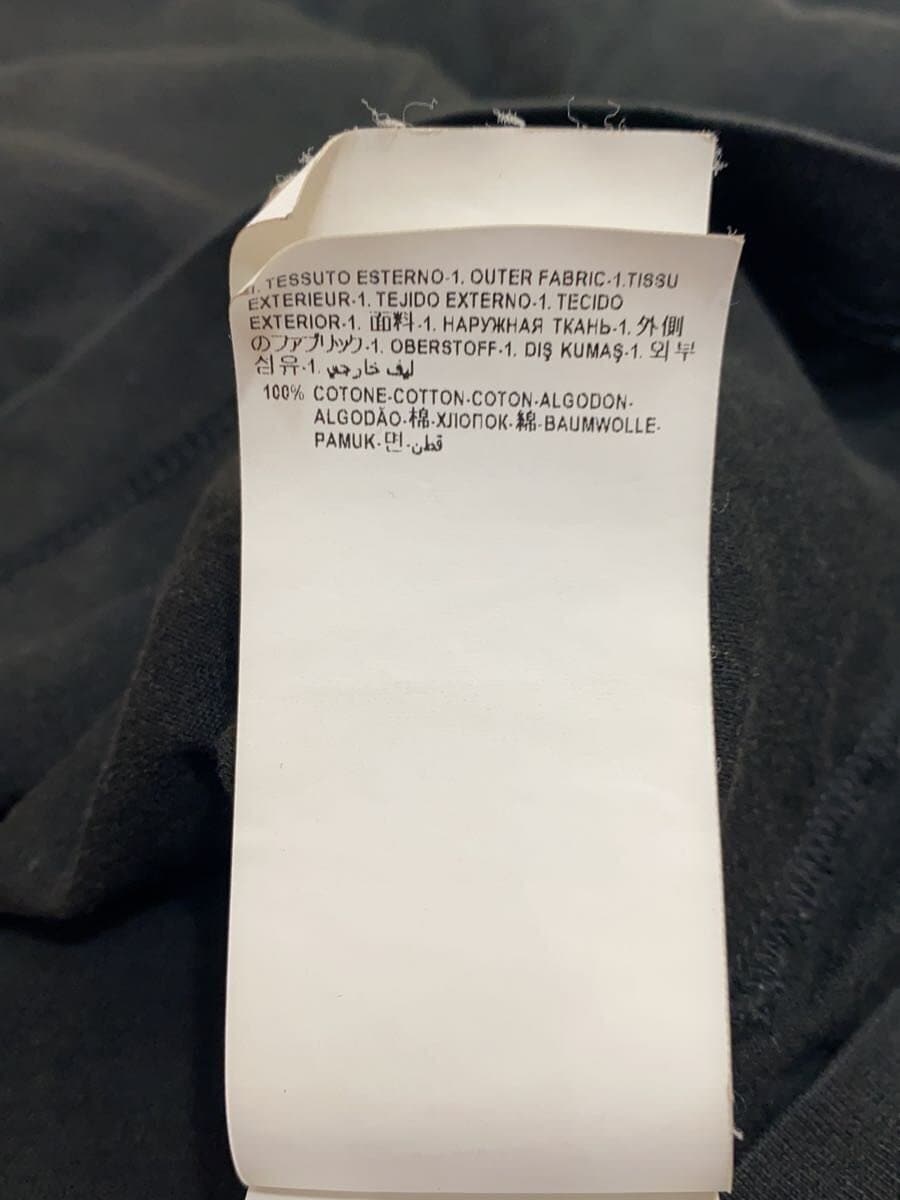 1. TESSUTO ESTERNO-1. OUTER FABRIC-1.TISSU
EXTERIEUR-1. TEJIDO EXTERNO-1. TECIDO
EXTERIOR-1. 面料-1. НАРУЖНАЯ ТКАНЬ-1. 外側
のファブリック-1. OBERSTOFF-1. DIŞ KUMAŞ-1. 외부
섬유-1. ليف خارجي
100% COTONE-COTTON-COTON-ALGODON-
ALGODÃO-棉-ХЛОПОК-綿-BAUMWOLLE-
PAMUK-면-قطن